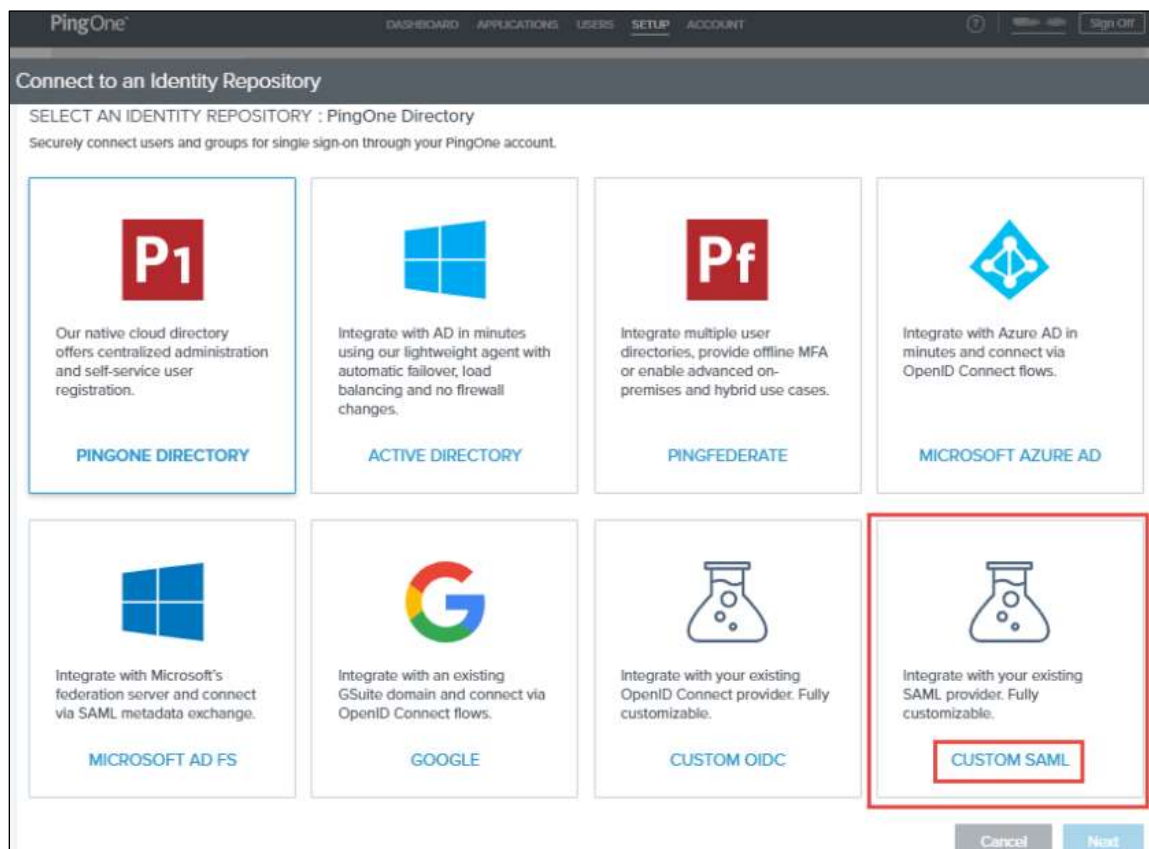 PingOne
DASHBOARD APPLICATIONS USERS SETUP ACCOUNT
? Sign Off
Connect to an Identity Repository
SELECT AN IDENTITY REPOSITORY : PingOne Directory
Securely connect users and groups for single sign-on through your PingOne account.
P1
Our native cloud directory
offers centralized administration
and self-service user
registration.
PINGONE DIRECTORY
Integrate with AD in minutes
using our lightweight agent with
automatic failover, load
balancing and no firewall
changes.
ACTIVE DIRECTORY
Pf
Integrate multiple user
directories, provide offline MFA
or enable advanced on-
premises and hybrid use cases.
PINGFEDERATE
Integrate with Azure AD in
minutes and connect via
OpenID Connect flows.
MICROSOFT AZURE AD
Integrate with Microsoft's
federation server and connect
via SAML metadata exchange.
MICROSOFT AD FS
G
Integrate with an existing
GSuite domain and connect via
OpenID Connect flows.
GOOGLE
Integrate with your existing
OpenID Connect provider. Fully
customizable.
CUSTOM OIDC
Integrate with your existing
SAML provider. Fully
customizable.
CUSTOM SAML
Cancel Next